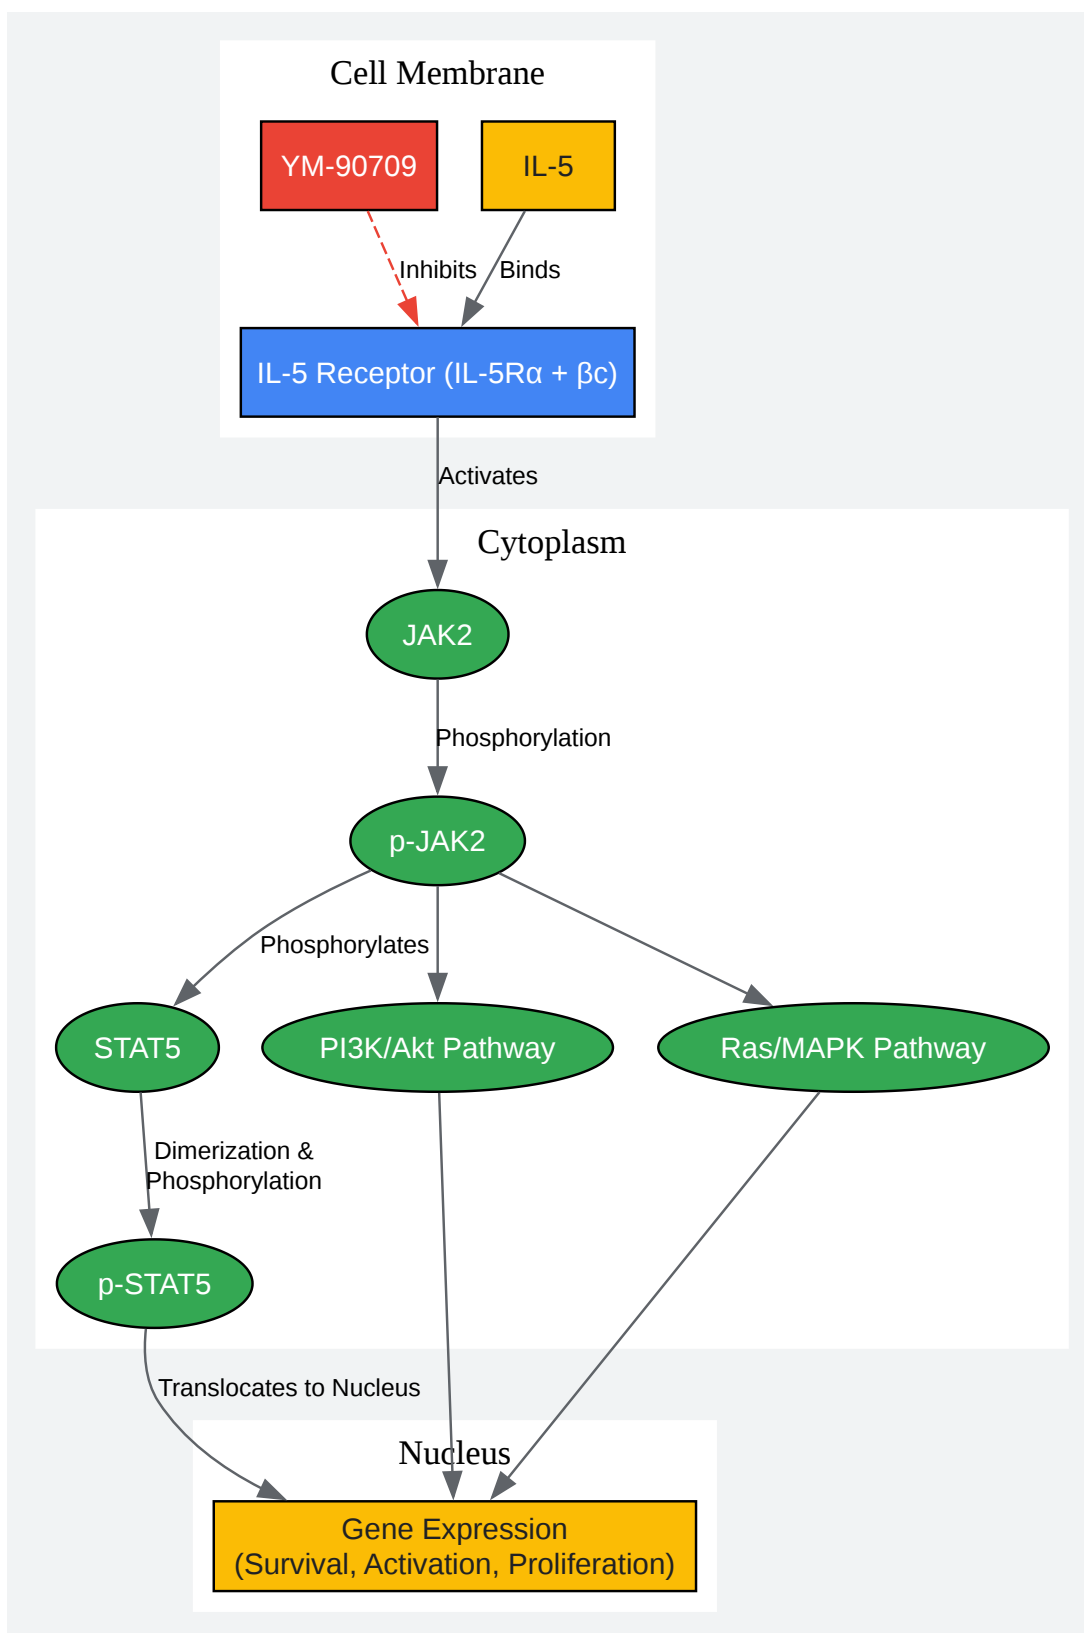 Cell Membrane
YM-90709
IL-5
Inhibits
Binds
IL-5 Receptor (IL-5Rα + βc)
Activates
Cytoplasm
JAK2
Phosphorylation
p-JAK2
Phosphorylates
STAT5
PI3K/Akt Pathway
Ras/MAPK Pathway
Dimerization &
Phosphorylation
p-STAT5
Translocates to Nucleus
Nucleus
Gene Expression
(Survival, Activation, Proliferation)